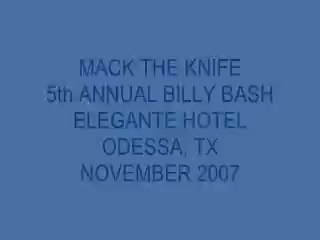 MACK THE KNIFE
5th ANNUAL BILLY BASH
ELEGANTE HOTEL
ODESSA, TX
NOVEMBER 2007